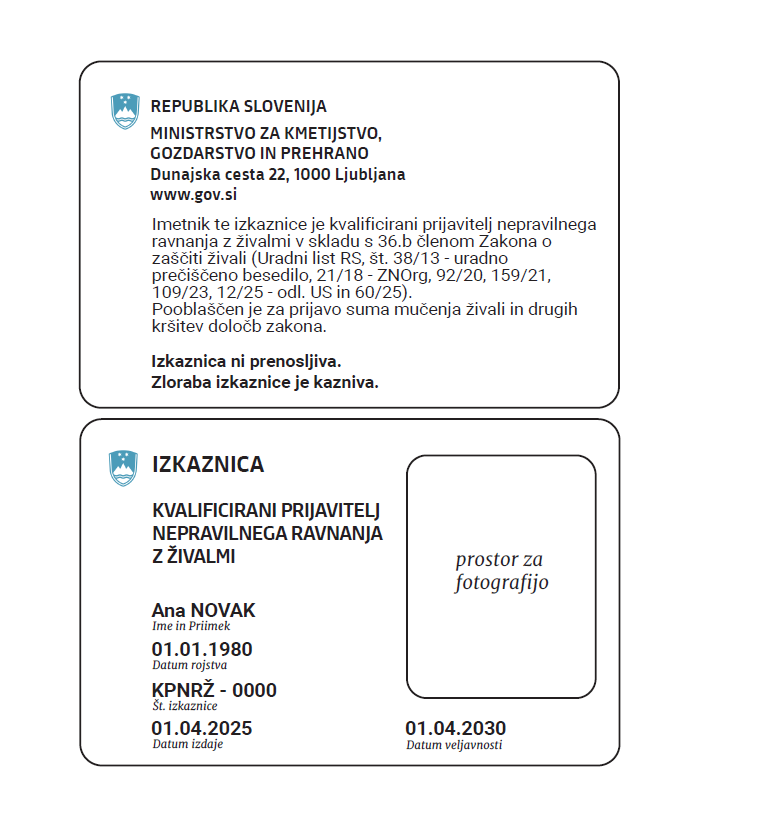 REPUBLIKA SLOVENIJA
MINISTRSTVO ZA KMETIJSTVO,
GOZDARSTVO IN PREHRANO
Dunajska cesta 22, 1000 Ljubljana
www.gov.si
Imetnik te izkaznice je kvalificirani prijavitelj nepravilnega
ravnanja z živalmi v skladu s 36.b členom Zakona o
zaščiti živali (Uradni list RS, št. 38/13 - uradno
prečiščeno besedilo, 21/18 - ZNOrg, 92/20, 159/21,
109/23, 12/25 - odl. US in 60/25).
Pooblaščen je za prijavo suma mučenja živali in drugih
kršitev določb zakona.
Izkaznica ni prenosljiva.
Zloraba izkaznice je kazniva.
IZKAZNICA
KVALIFICIRANI PRIJAVITELJ
NEPRAVILNEGA RAVNANJA
Z ŽIVALMI
prostor za
fotografijo
Ana NOVAK
Ime in Priimek
01.01.1980
Datum rojstva
KPNRŽ - 0000
Št. izkaznice
01.04.2025
Datum izdaje
01.04.2030
Datum veljavnosti